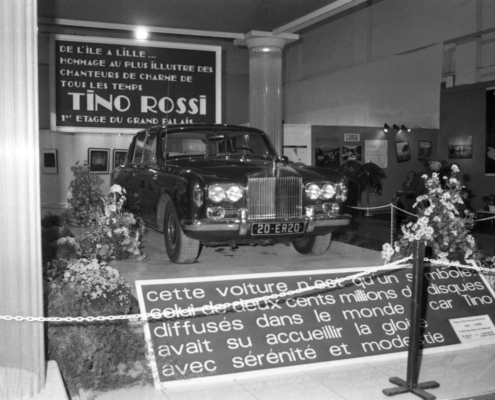 DE L'ÎLE A LILLE...
HOMMAGE AU PLUS ILLUSTRE DES
CHANTEURS DE CHARME DE
TOUS LES TEMPS
TINO ROSSI
1er ETAGE DU GRAND PALAIS
20-ER20
cette voiture n'est qu'un symbole
celui de deux cents millions de disques
diffusés dans le monde car Tino
avait su accueillir la gloire
avec sérénité et modestie